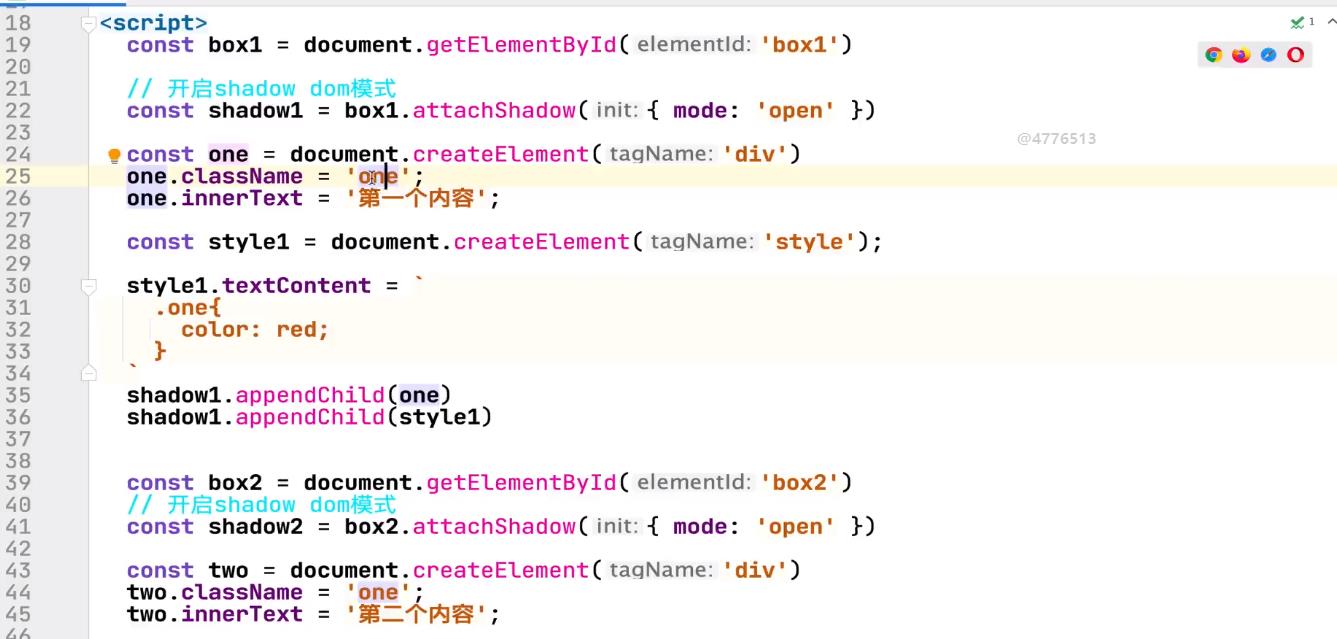 18 <script>
19 const box1 = document.getElementById( elementId: 'box1')
20
21 // 开启shadow dom模式
22 const shadow1 = box1.attachShadow( init: { mode: 'open' })
23
@4776513
24 const one = document.createElement( tagName: 'div')
25 one.className = 'one';
26 one.innerText = '第一个内容';
27
28 const style1 = document.createElement( tagName: 'style');
29
30 style1.textContent = `
31 .one{
32 color: red;
33 }
34 `
35 shadow1.appendChild(one)
36 shadow1.appendChild(style1)
37
38
39 const box2 = document.getElementById( elementId: 'box2')
40 // 开启shadow dom模式
41 const shadow2 = box2.attachShadow( init: { mode: 'open' })
42
43 const two = document.createElement( tagName: 'div')
44 two.className = 'one';
45 two.innerText = '第二个内容';
46
1